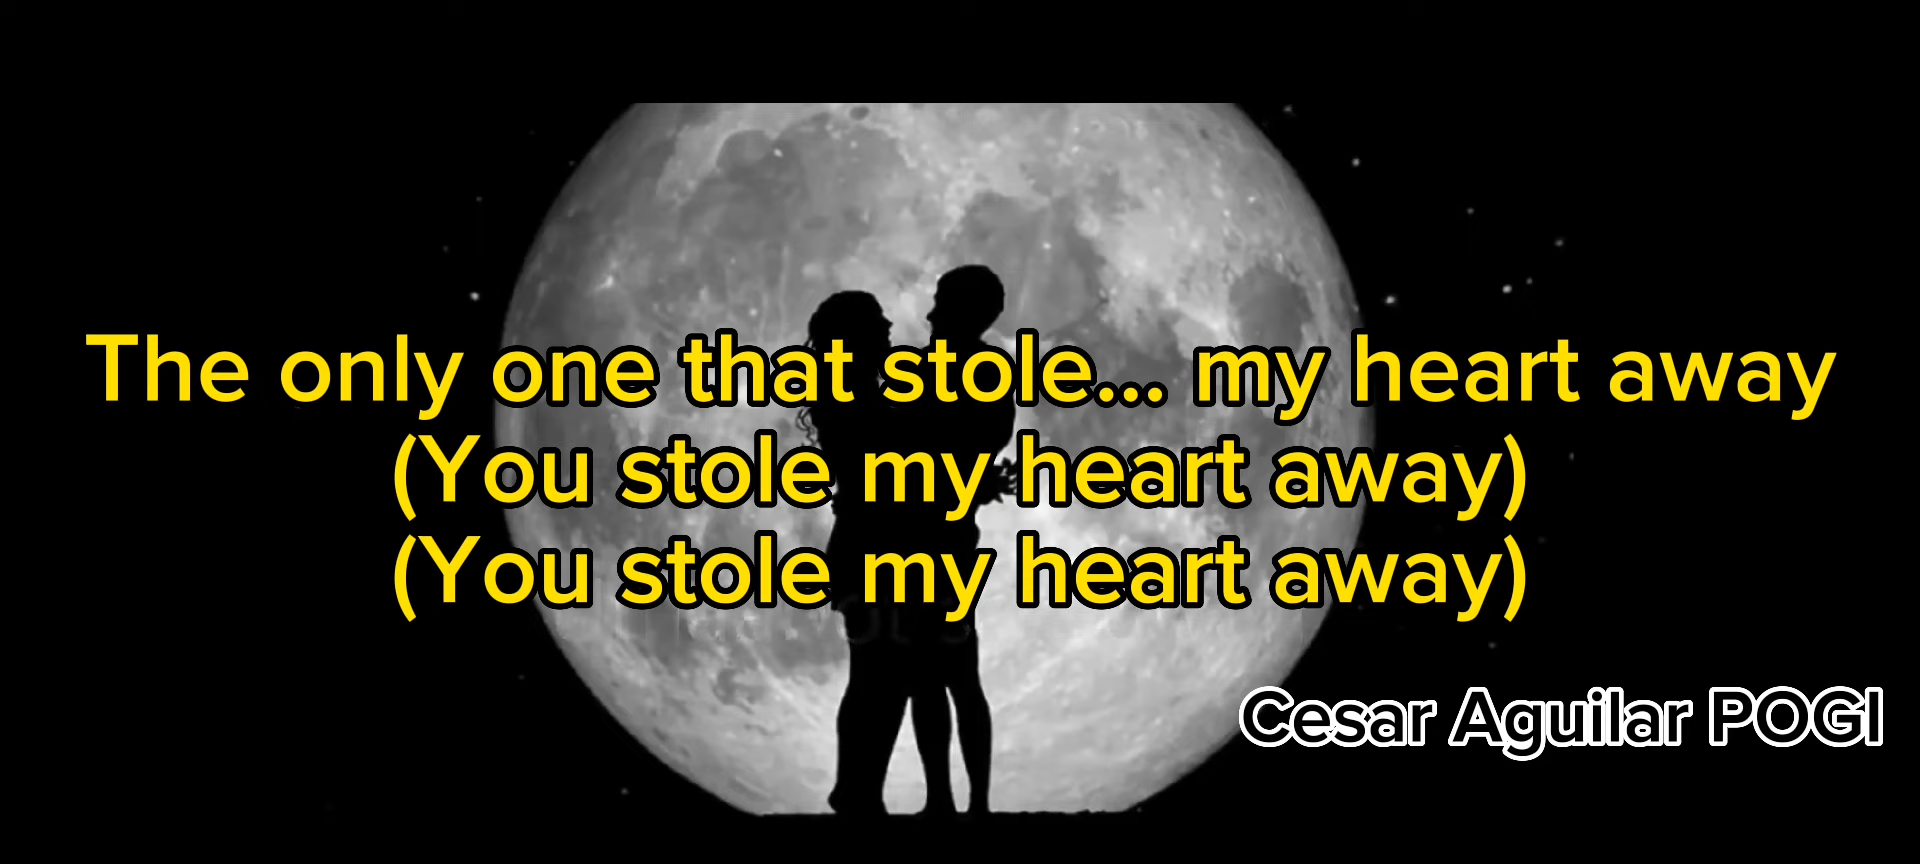 The only one that stole... my heart away
(You stole my heart away)
(You stole my heart away)
Cesar Aguilar POGI